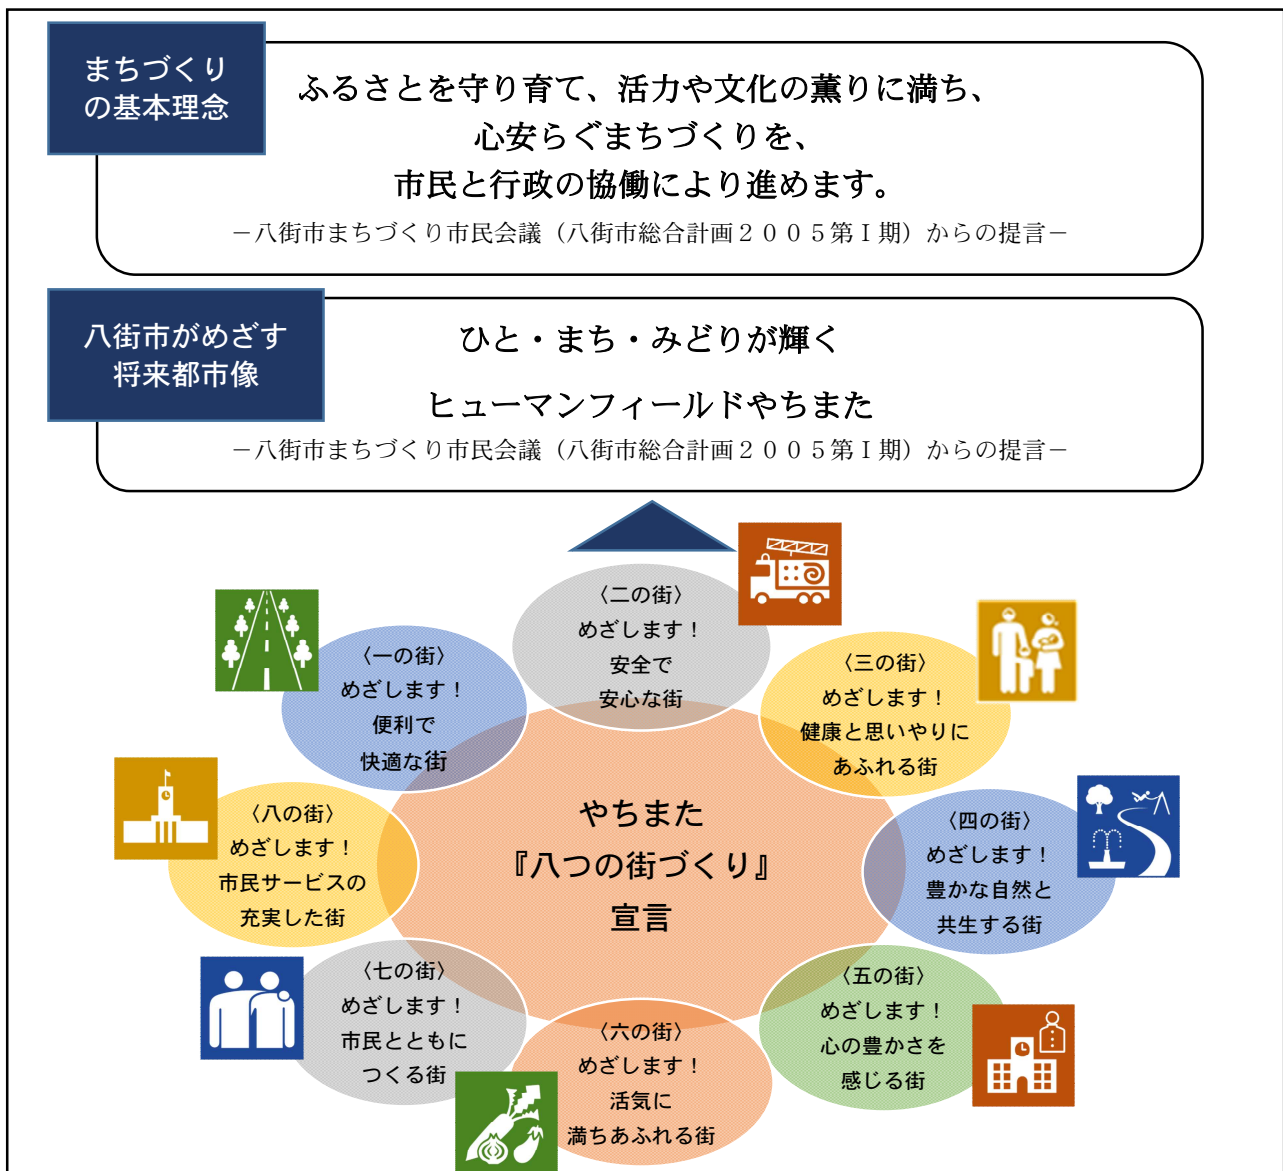 まちづくり
の基本理念
ふるさとを守り育て、活力や文化の薫りに満ち、
心安らぐまちづくりを、
市民と行政の協働により進めます。
－八街市まちづくり市民会議（八街市総合計画２００５第Ⅰ期）からの提言－
八街市がめざす
将来都市像
ひと・まち・みどりが輝く
ヒューマンフィールドやちまた
－八街市まちづくり市民会議（八街市総合計画２００５第Ⅰ期）からの提言－
〈一の街〉
めざします！
便利で
快適な街
〈二の街〉
めざします！
安全で
安心な街
〈三の街〉
めざします！
健康と思いやりに
あふれる街
〈四の街〉
めざします！
豊かな自然と
共生する街
〈五の街〉
めざします！
心の豊かさを
感じる街
〈六の街〉
めざします！
活気に
満ちあふれる街
〈七の街〉
めざします！
市民とともに
つくる街
〈八の街〉
めざします！
市民サービスの
充実した街
やちまた
『八つの街づくり』
宣言